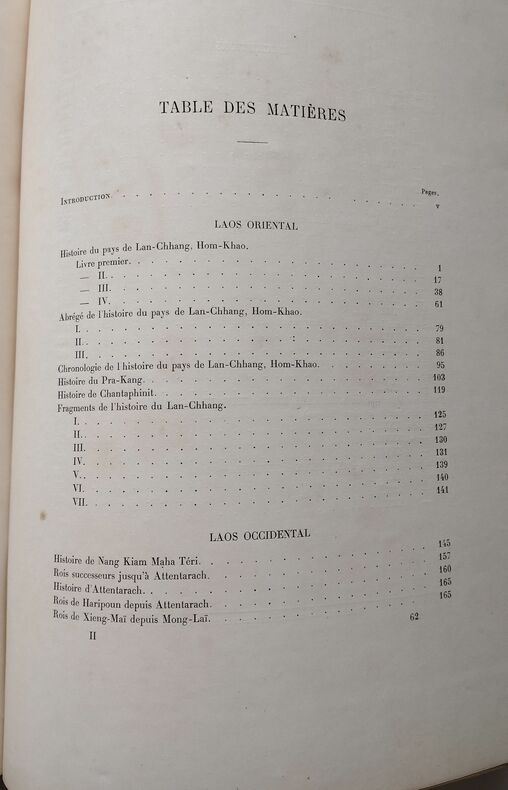 TABLE DES MATIÈRES
Pages.
INTRODUCTION . . . . . . . . . . . . . . . . . . v
LAOS ORIENTAL
Histoire du pays de Lan-Chhang, Hom-Khao.
Livre premier. . . . . . . . . . . . . . . . . . 1
— II. . . . . . . . . . . . . . . . . . 17
— III. . . . . . . . . . . . . . . . . . 38
— IV. . . . . . . . . . . . . . . . . . 61
Abrégé de l'histoire du pays de Lan-Chhang, Hom-Khao.
I. . . . . . . . . . . . . . . . . . 79
II. . . . . . . . . . . . . . . . . . 81
III. . . . . . . . . . . . . . . . . . 86
Chronologie de l'histoire du pays de Lan-Chhang, Hom-Khao. . . . . . . . . 95
Histoire du Pra-Kang. . . . . . . . . . . . . . . . . . 103
Histoire de Chantaphinit. . . . . . . . . . . . . . . . . . 119
Fragments de l'histoire du Lan-Chhang.
I. . . . . . . . . . . . . . . . . . 125
II. . . . . . . . . . . . . . . . . . 127
III. . . . . . . . . . . . . . . . . . 130
IV. . . . . . . . . . . . . . . . . . 131
V. . . . . . . . . . . . . . . . . . 139
VI. . . . . . . . . . . . . . . . . . 140
VII. . . . . . . . . . . . . . . . . . 141
LAOS OCCIDENTAL
Histoire de Nang Kiam Maha Téri. . . . . . . . . . . . . . . 145
Rois successeurs jusqu'à Attentarach. . . . . . . . . . . . . . . 157
Histoire d'Attentarach. . . . . . . . . . . . . . . . . . 160
Rois de Haripoun depuis Attentarach. . . . . . . . . . . . . . . 165
Rois de Xieng-Maï depuis Mong-Laï. . . . . . . . . . . . . . . 165
II 62